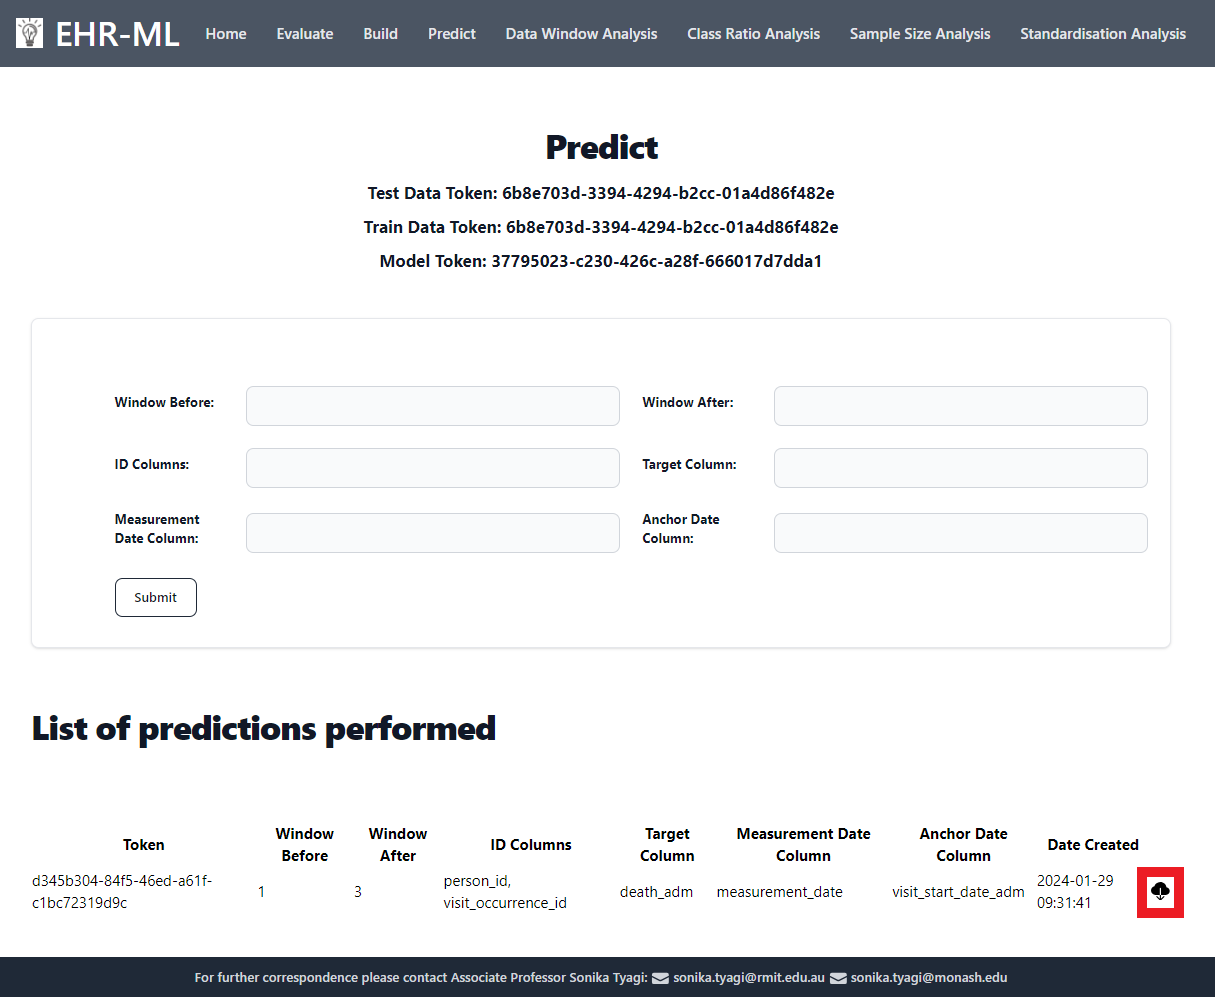 EHR-ML Home Evaluate Build Predict Data Window Analysis Class Ratio Analysis Sample Size Analysis Standardisation Analysis
Predict
Test Data Token: 6b8e703d-3394-4294-b2cc-01a4d86f482e
Train Data Token: 6b8e703d-3394-4294-b2cc-01a4d86f482e
Model Token: 37795023-c230-426c-a28f-666017d7dda1
Window Before: Window After:
ID Columns: Target Column:
Measurement Date Column:
Anchor Date Column:
Submit
List of predictions performed
Token Window Before Window After ID Columns Target Column Measurement Date Column Anchor Date Column Date Created
d345b304-84f5-46ed-a61f-c1bc72319d9c 1 3 person_id, visit_occurrence_id death_adm measurement_date visit_start_date_adm 2024-01-29 09:31:41
For further correspondence please contact Associate Professor Sonika Tyagi: sonika.tyagi@rmit.edu.au sonika.tyagi@monash.edu